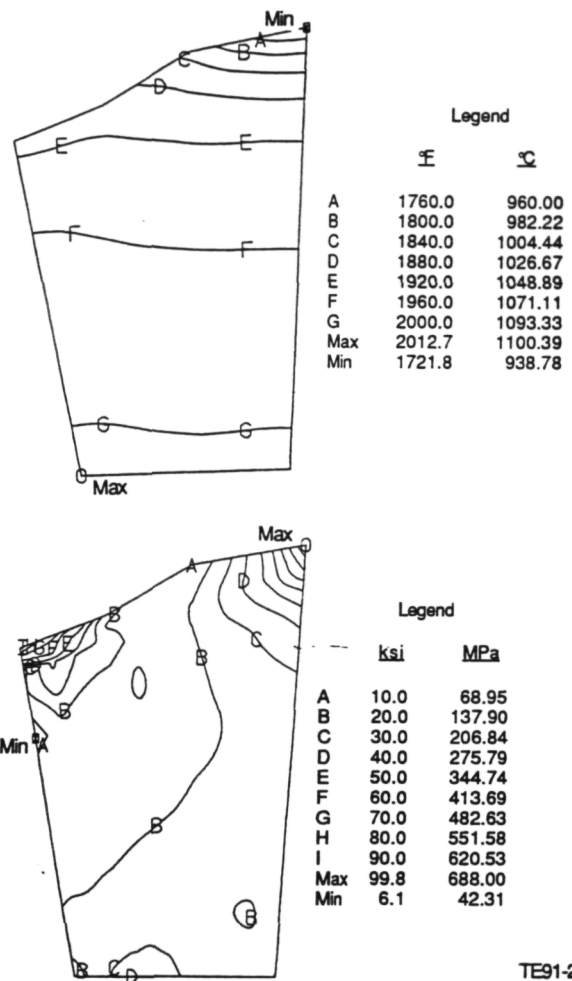 Min
A
B
C
D
E E
F F
G G
Max
Legend
°F °C
A 1760.0 960.00
B 1800.0 982.22
C 1840.0 1004.44
D 1880.0 1026.67
E 1920.0 1048.89
F 1960.0 1071.11
G 2000.0 1093.33
Max 2012.7 1100.39
Min 1721.8 938.78
Max
A
D
B
E
C
B
B
Min A
B
B
B C D
Legend
ksi MPa
A 10.0 68.95
B 20.0 137.90
C 30.0 206.84
D 40.0 275.79
E 50.0 344.74
F 60.0 413.69
G 70.0 482.63
H 80.0 551.58
I 90.0 620.53
Max 99.8 688.00
Min 6.1 42.31
TE91-2